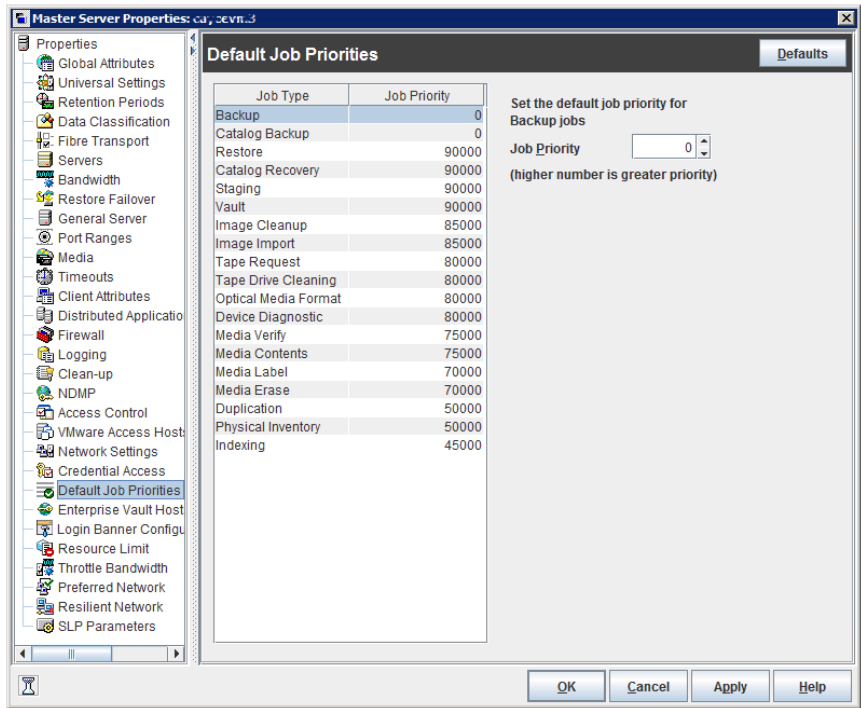 Master Server Properties:
Properties
Global Attributes
Universal Settings
Retention Periods
Data Classification
Fibre Transport
Servers
Bandwidth
Restore Failover
General Server
Port Ranges
Media
Timeouts
Client Attributes
Distributed Applicatio
Firewall
Logging
Clean-up
NDMP
Access Control
VMware Access Host
Network Settings
Credential Access
Default Job Priorities
Enterprise Vault Host
Login Banner Configu
Resource Limit
Throttle Bandwidth
Preferred Network
Resilient Network
SLP Parameters
Default Job Priorities
Defaults
Job Type Job Priority
Backup 0
Catalog Backup 0
Restore 90000
Catalog Recovery 90000
Staging 90000
Vault 90000
Image Cleanup 85000
Image Import 85000
Tape Request 80000
Tape Drive Cleaning 80000
Optical Media Format 80000
Device Diagnostic 80000
Media Verify 75000
Media Contents 75000
Media Label 70000
Media Erase 70000
Duplication 50000
Physical Inventory 50000
Indexing 45000
Set the default job priority for
Backup jobs
Job Priority 0
(higher number is greater priority)
OK Cancel Apply Help